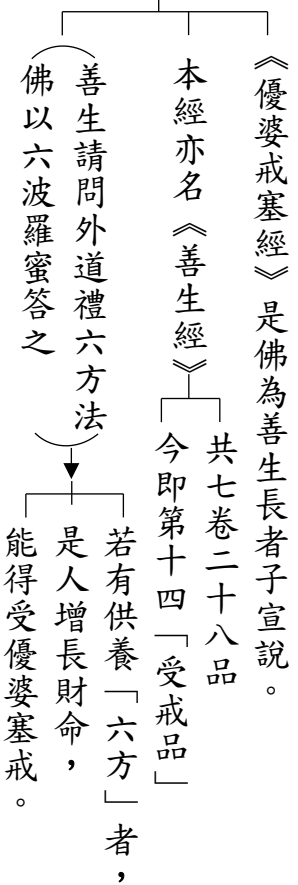 《優婆戒塞經》是佛為善生長者子宣說。
本經亦名《善生經》
共七卷二十八品
今即第十四「受戒品」
（善生請問外道禮六方法
佛以六波羅蜜答之）
若有供養「六方」者，
是人增長財命，
能得受優婆塞戒。